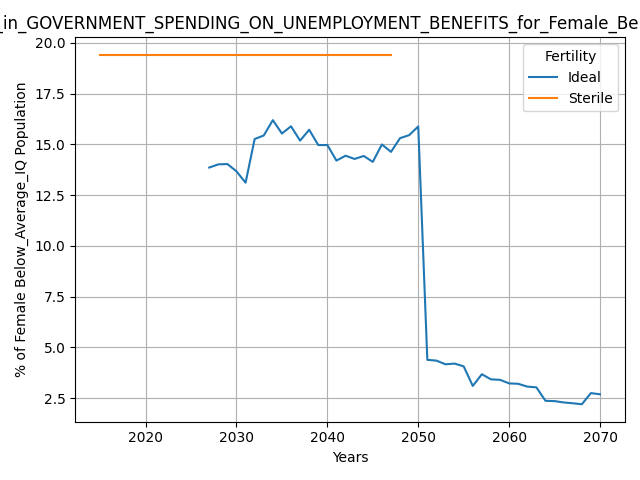 _in_GOVERNMENT_SPENDING_ON_UNEMPLOYMENT_BENEFITS_for_Female_Be
20.0
17.5
15.0
12.5
10.0
7.5
5.0
2.5
% of Female Below_Average_IQ Population
Fertility
Ideal
Sterile
2020 2030 2040 2050 2060 2070
Years